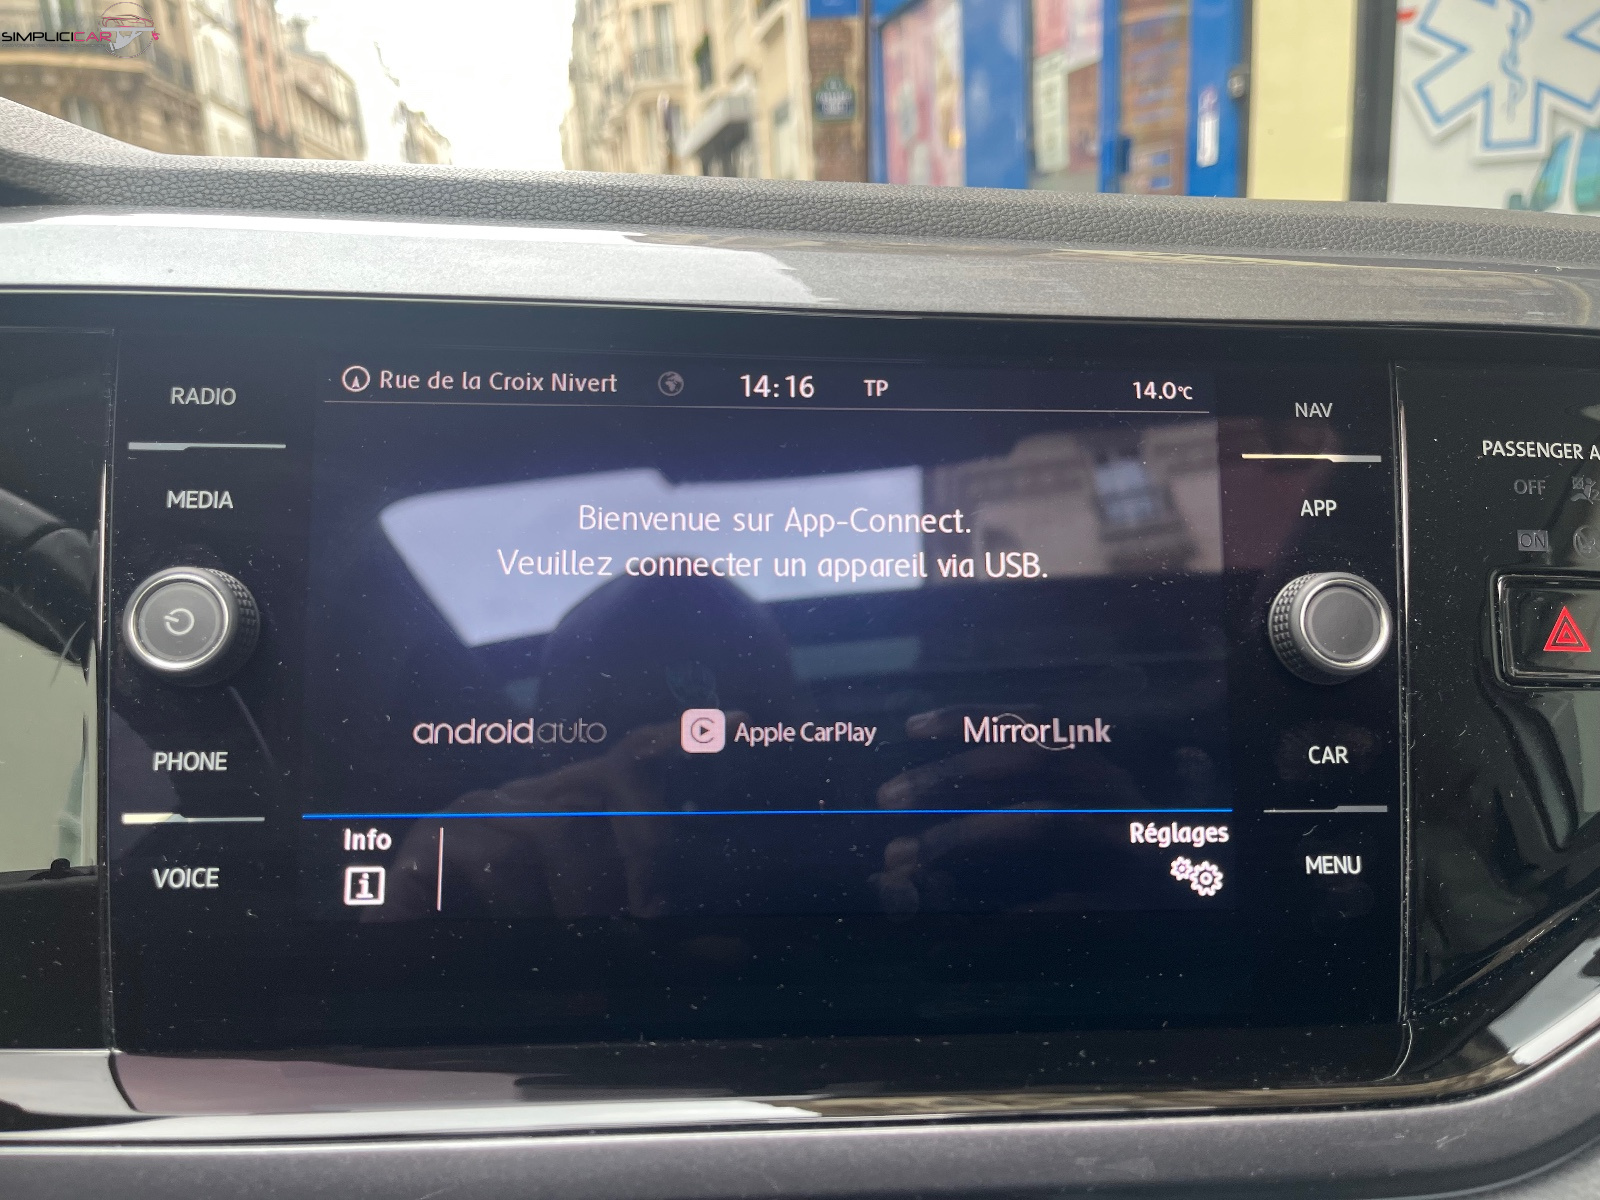 SIMPLICICAR
RADIO
MEDIA
PHONE
VOICE
Rue de la Croix Nivert
14:16
TP
14.0°C
Bienvenue sur App-Connect.
Veuillez connecter un appareil via USB.
androidauto
Apple CarPlay
MirrorLink
Info
i
Réglages
NAV
APP
CAR
MENU
PASSENGER A
OFF
ON